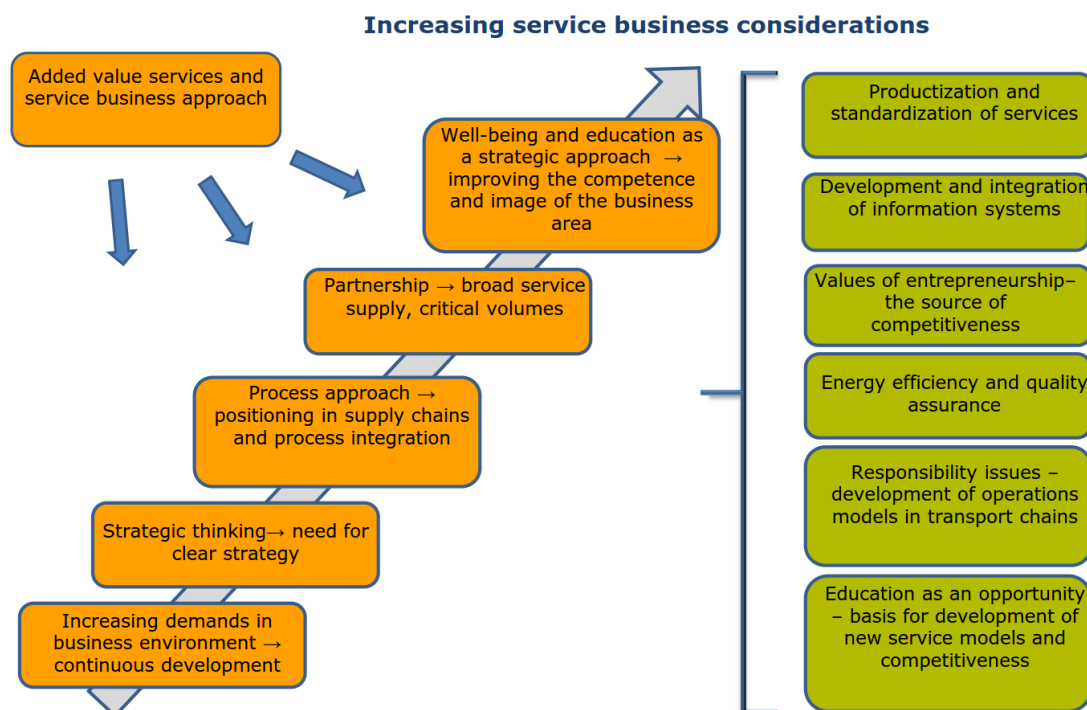 Increasing service business considerations
Added value services and
service business approach
Well-being and education as
a strategic approach →
improving the competence
and image of the business
area
Partnership → broad service
supply, critical volumes
Process approach →
positioning in supply chains
and process integration
Strategic thinking→ need for
clear strategy
Increasing demands in
business environment →
continuous development
Productization and
standardization of services
Development and integration
of information systems
Values of entrepreneurship–
the source of
competitiveness
Energy efficiency and quality
assurance
Responsibility issues –
development of operations
models in transport chains
Education as an opportunity
– basis for development of
new service models and
competitiveness